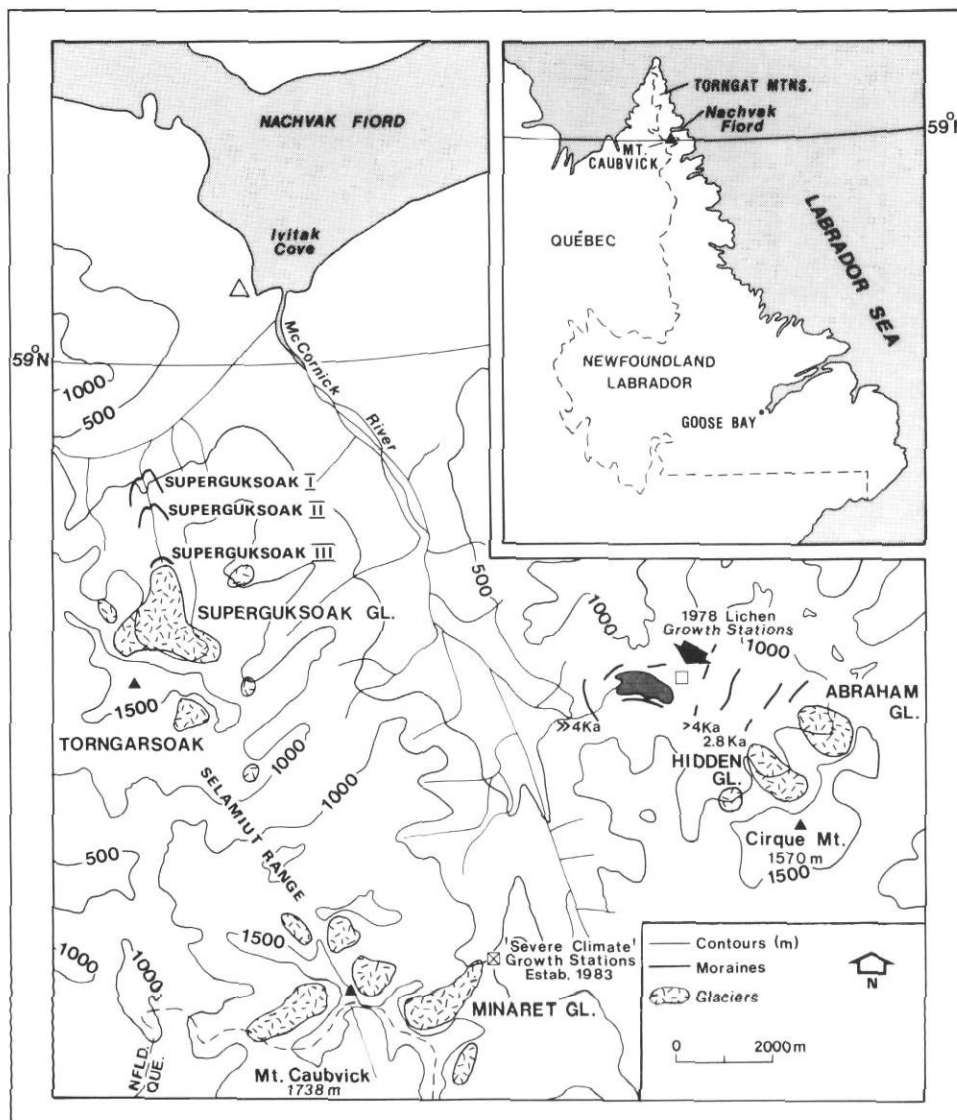 NACHVAK FIORD
Ivitak
Cove
McCornick
River
59°N
1000
500
SUPERGUKSOAK I
SUPERGUKSOAK II
SUPERGUKSOAK III
SUPERGUKSOAK GL.
1500
TORNGARSOAK
SELAMIUT RANGE
1000
1000
500
500
1000
1000
1500
NFLD.
QUE.
Mt. Caubvick
1738 m
MINARET GL.
'Severe Climate'
Growth Stations
Estab. 1983
TORNGAT MTNS.
Nachvak
Fiord
59°N
MT.
CAUBVICK
QUÉBEC
LABRADOR SEA
NEWFOUNDLAND
LABRADOR
GOOSE BAY
1000
1978 Lichen
Growth Stations
1000
ABRAHAM
GL.
>>4Ka
>4Ka
2.8Ka
HIDDEN
GL.
Cirque Mt.
1570 m
1500
Contours (m)
Moraines
Glaciers
N
0 2000m